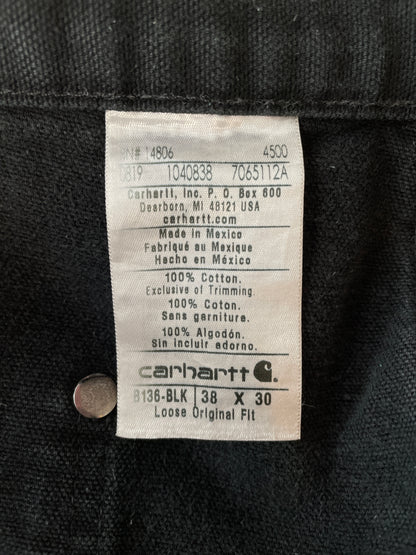 RN# 14806 4500
0819 1040838 7065112A
Carhartt, Inc. P. O. Box 600
Dearborn, MI 48121 USA
carhartt.com
Made in Mexico
Fabriqué au Mexique
Hecho en México
100% Cotton.
Exclusive of Trimming.
100% Coton.
Sans garniture.
100% Algodón.
Sin incluir adorno.
carhartt
B136-BLK 38 X 30
Loose Original Fit